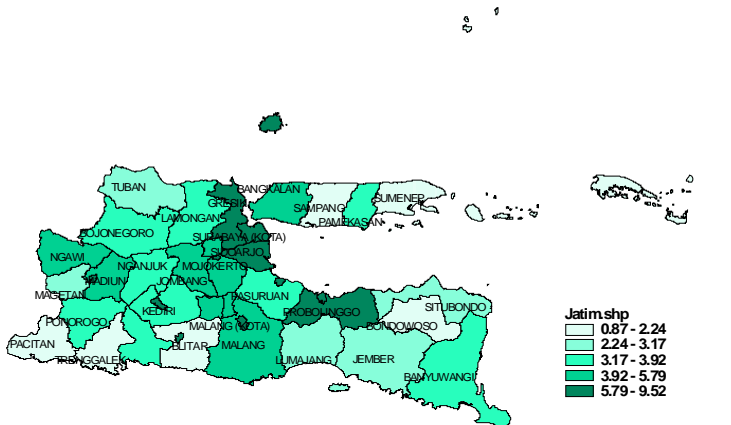 TUBAN
BANGKALAN
SUMENEP
GRESIK
SAMPANG
LAMONGAN
PAMEKASAN
BOJONEGORO
SURABAYA (KOTA)
SIDOARJO
NGAWI
NGANJUK
MOJOKERTO
MADIUN
JOMBANG
MAGETAN
PASURUAN
SITUBONDO
KEDIRI
PROBOLINGGO
PONOROGO
MALANG (KOTA)
BONDOWOSO
PACITAN
BLITAR
MALANG
TRENGGALEK
LUMAJANG
JEMBER
BANYUWANGI
Jatim.shp
0.87 - 2.24
2.24 - 3.17
3.17 - 3.92
3.92 - 5.79
5.79 - 9.52